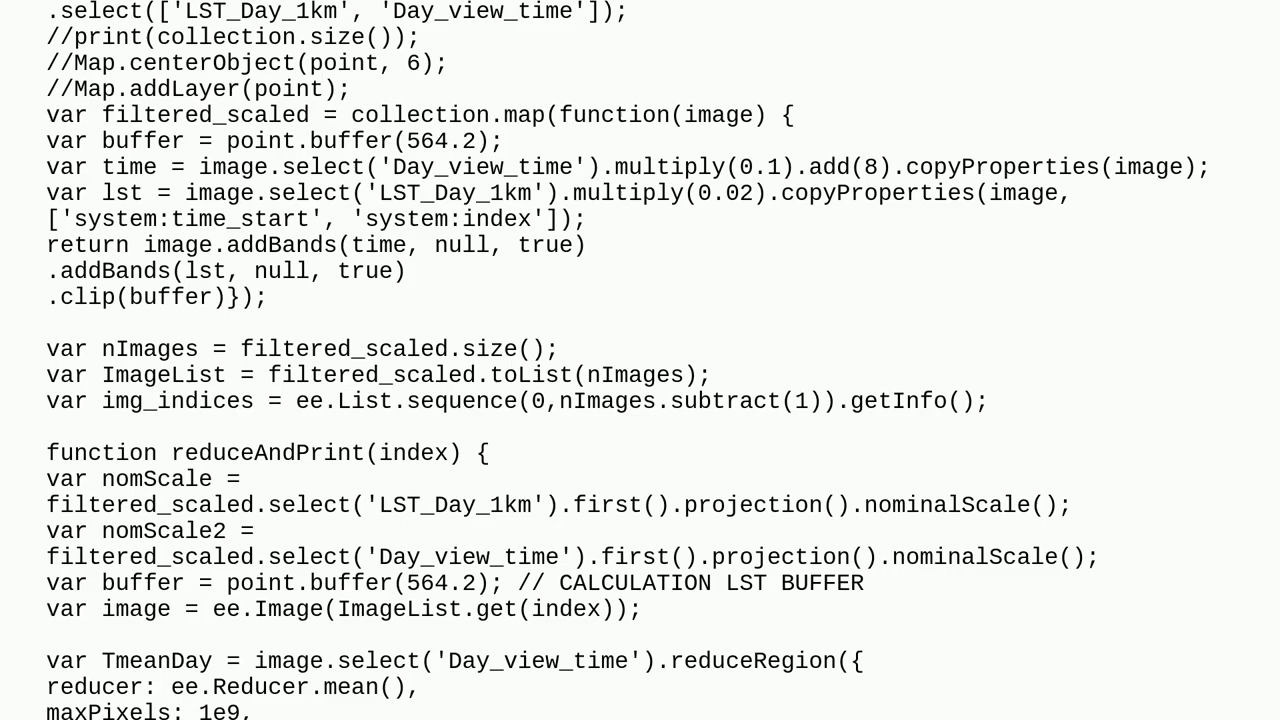 .select(['LST_Day_1km', 'Day_view_time']);
//print(collection.size());
//Map.centerObject(point, 6);
//Map.addLayer(point);
var filtered_scaled = collection.map(function(image) {
var buffer = point.buffer(564.2);
var time = image.select('Day_view_time').multiply(0.1).add(8).copyProperties(image);
var lst = image.select('LST_Day_1km').multiply(0.02).copyProperties(image,
['system:time_start', 'system:index']);
return image.addBands(time, null, true)
.addBands(lst, null, true)
.clip(buffer)});
var nImages = filtered_scaled.size();
var ImageList = filtered_scaled.toList(nImages);
var img_indices = ee.List.sequence(0,nImages.subtract(1)).getInfo();
function reduceAndPrint(index) {
var nomScale =
filtered_scaled.select('LST_Day_1km').first().projection().nominalScale();
var nomScale2 =
filtered_scaled.select('Day_view_time').first().projection().nominalScale();
var buffer = point.buffer(564.2); // CALCULATION LST BUFFER
var image = ee.Image(ImageList.get(index));
var TmeanDay = image.select('Day_view_time').reduceRegion({
reducer: ee.Reducer.mean(),
maxPixels: 1e9,